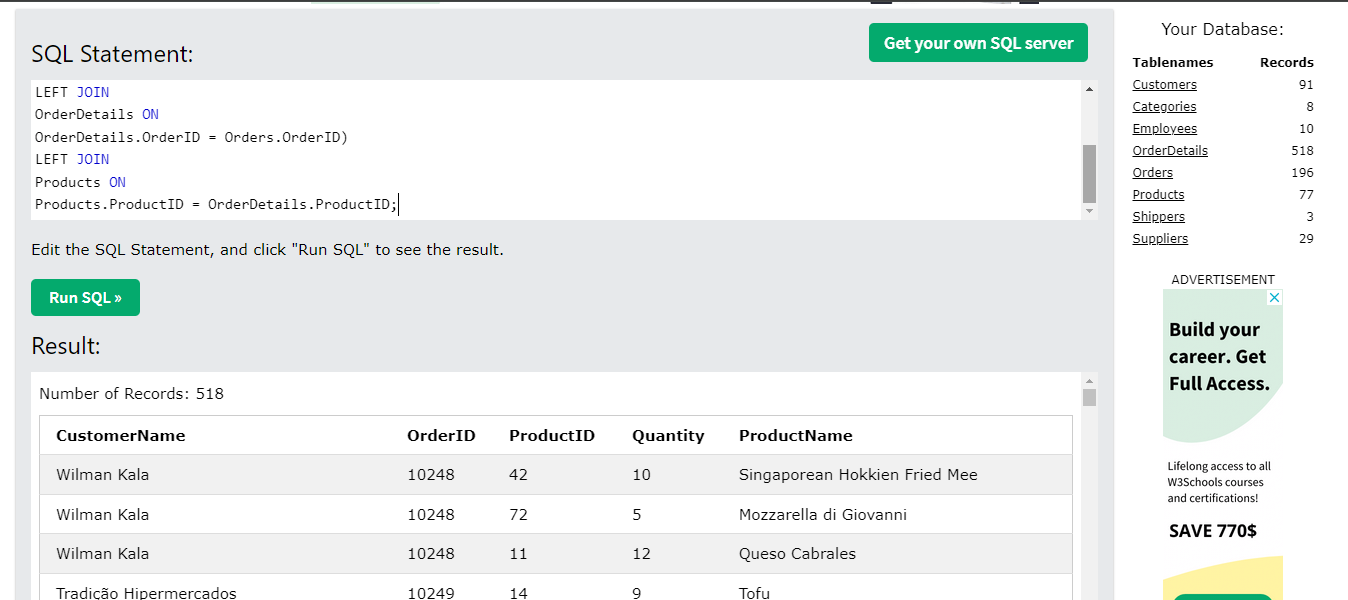 SQL Statement:
Get your own SQL server
LEFT JOIN
OrderDetails ON
OrderDetails.OrderID = Orders.OrderID)
LEFT JOIN
Products ON
Products.ProductID = OrderDetails.ProductID;
Edit the SQL Statement, and click "Run SQL" to see the result.
Run SQL »
Result:
Number of Records: 518
CustomerName OrderID ProductID Quantity ProductName
Wilman Kala 10248 42 10 Singaporean Hokkien Fried Mee
Wilman Kala 10248 72 5 Mozzarella di Giovanni
Wilman Kala 10248 11 12 Queso Cabrales
Tradição Hipermercados 10249 14 9 Tofu
Your Database:
Tablenames Records
Customers 91
Categories 8
Employees 10
OrderDetails 518
Orders 196
Products 77
Shippers 3
Suppliers 29
ADVERTISEMENT
Build your
career. Get
Full Access.
Lifelong access to all
W3Schools courses
and certifications!
SAVE 770$